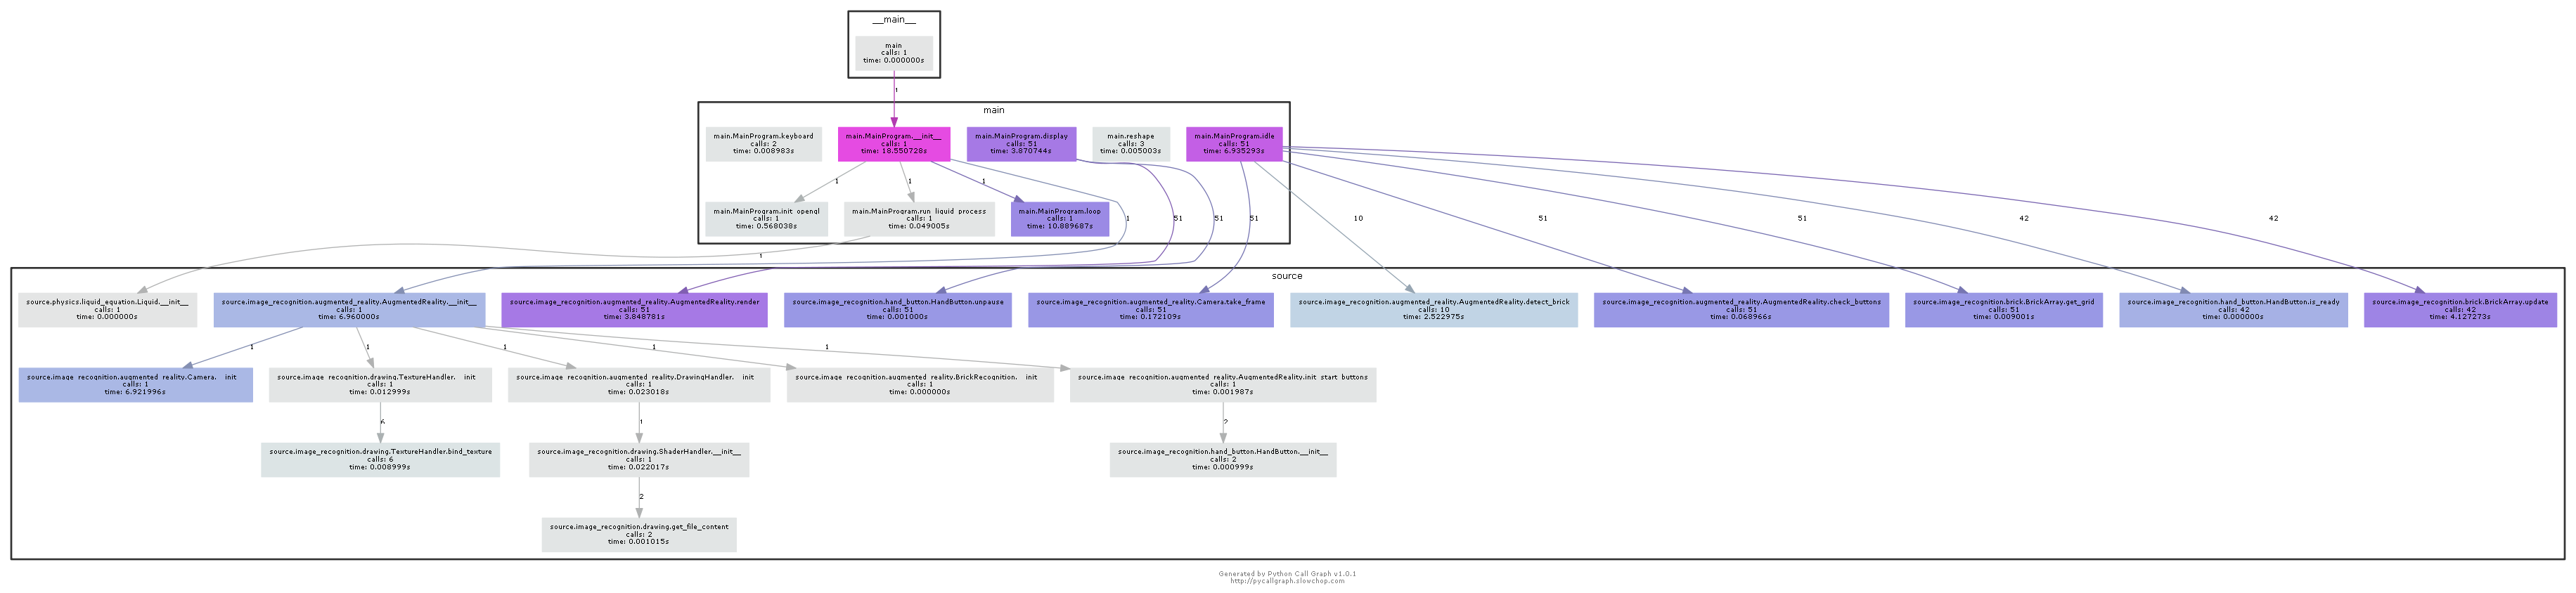 __main__
main
calls: 1
time: 0.000000s
1
main
main.MainProgram.keyboard
calls: 2
time: 0.008983s
main.MainProgram.__init__
calls: 1
time: 18.550728s
main.MainProgram.display
calls: 51
time: 3.870744s
main.reshape
calls: 3
time: 0.005003s
main.MainProgram.idle
calls: 51
time: 6.935293s
1
1
1
main.MainProgram.init_opengl
calls: 1
time: 0.568038s
main.MainProgram.run_liquid_process
calls: 1
time: 0.049005s
main.MainProgram.loop
calls: 1
time: 10.889687s
1
51
51
51
10
51
51
42
42
1
source
source.physics.liquid_equation.Liquid.__init__
calls: 1
time: 0.000000s
source.image_recognition.augmented_reality.AugmentedReality.__init__
calls: 1
time: 6.960000s
source.image_recognition.augmented_reality.AugmentedReality.render
calls: 51
time: 3.848781s
source.image_recognition.hand_button.HandButton.unpause
calls: 51
time: 0.001000s
source.image_recognition.augmented_reality.Camera.take_frame
calls: 51
time: 0.172109s
source.image_recognition.augmented_reality.AugmentedReality.detect_brick
calls: 10
time: 2.522975s
source.image_recognition.augmented_reality.AugmentedReality.check_buttons
calls: 51
time: 0.068966s
source.image_recognition.brick.BrickArray.get_grid
calls: 51
time: 0.009001s
source.image_recognition.hand_button.HandButton.is_ready
calls: 42
time: 0.000000s
source.image_recognition.brick.BrickArray.update
calls: 42
time: 4.127273s
1
1
1
1
1
source.image_recognition.augmented_reality.Camera.__init__
calls: 1
time: 6.921996s
source.image_recognition.drawing.TextureHandler.__init__
calls: 1
time: 0.012999s
source.image_recognition.augmented_reality.DrawingHandler.__init__
calls: 1
time: 0.023018s
source.image_recognition.augmented_reality.BrickRecognition.__init__
calls: 1
time: 0.000000s
source.image_recognition.augmented_reality.AugmentedReality.init_start_buttons
calls: 1
time: 0.001987s
6
1
2
source.image_recognition.drawing.TextureHandler.bind_texture
calls: 6
time: 0.008999s
source.image_recognition.drawing.ShaderHandler.__init__
calls: 1
time: 0.022017s
source.image_recognition.hand_button.HandButton.__init__
calls: 2
time: 0.000999s
2
source.image_recognition.drawing.get_file_content
calls: 2
time: 0.001015s
Generated by Python Call Graph v1.0.1
http://pycallgraph.slowchop.com